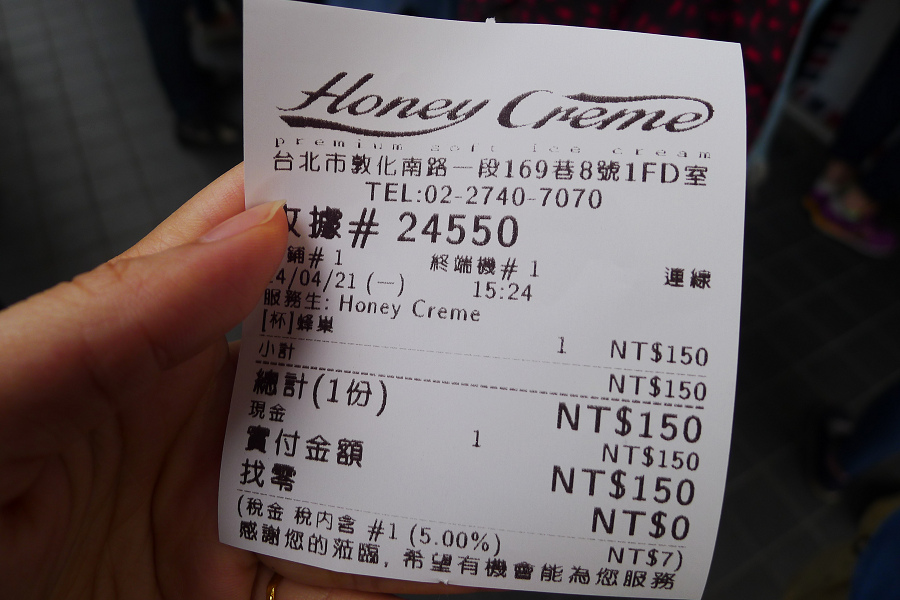 Honey Creme
premium soft ice cream
台北市敦化南路一段169巷8號1FD室
TEL:02-2740-7070
據# 24550
鋪# 1 終端機# 1 連線
4/04/21 (一) 15:24
服務生: Honey Creme
[杯]蜂巢 1 NT$150
小計 NT$150
總計(1份) NT$150
現金 1 NT$150
實付金額 NT$150
找零 NT$0
(稅金 稅內含 #1 (5.00%) NT$7)
感謝您的蒞臨, 希望有機會能為您服務